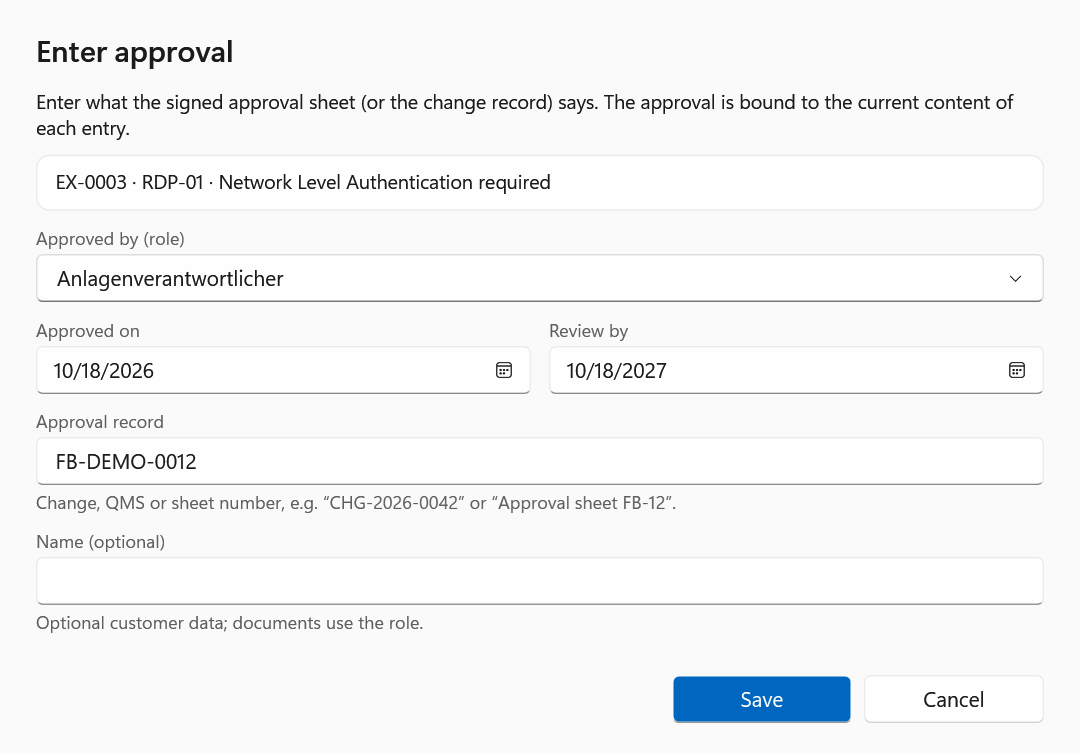 Enter approval
Enter what the signed approval sheet (or the change record) says. The approval is bound to the current content of
each entry.
EX-0003 · RDP-01 · Network Level Authentication required
Approved by (role)
Anlagenverantwortlicher
Approved on
Review by
10/18/2026
10/18/2027
Approval record
FB-DEMO-0012
Change, QMS or sheet number, e.g. “CHG-2026-0042” or “Approval sheet FB-12”.
Name (optional)
Optional customer data; documents use the role.
Save
Cancel